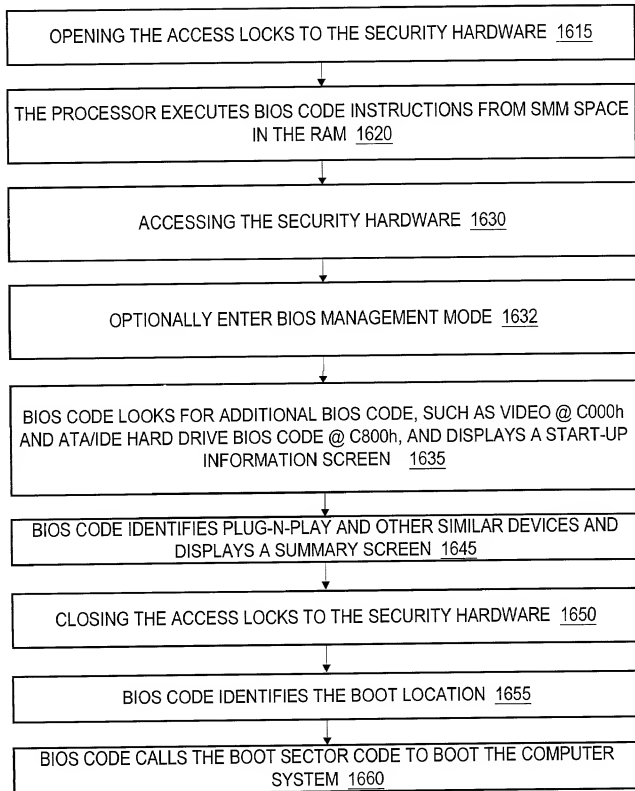 OPENING THE ACCESS LOCKS TO THE SECURITY HARDWARE 1615
THE PROCESSOR EXECUTES BIOS CODE INSTRUCTIONS FROM SMM SPACE
IN THE RAM 1620
ACCESSING THE SECURITY HARDWARE 1630
OPTIONALLY ENTER BIOS MANAGEMENT MODE 1632
BIOS CODE LOOKS FOR ADDITIONAL BIOS CODE, SUCH AS VIDEO @ C000h
AND ATA/IDE HARD DRIVE BIOS CODE @ C800h, AND DISPLAYS A START-UP
INFORMATION SCREEN 1635
BIOS CODE IDENTIFIES PLUG-N-PLAY AND OTHER SIMILAR DEVICES AND
DISPLAYS A SUMMARY SCREEN 1645
CLOSING THE ACCESS LOCKS TO THE SECURITY HARDWARE 1650
BIOS CODE IDENTIFIES THE BOOT LOCATION 1655
BIOS CODE CALLS THE BOOT SECTOR CODE TO BOOT THE COMPUTER
SYSTEM 1660